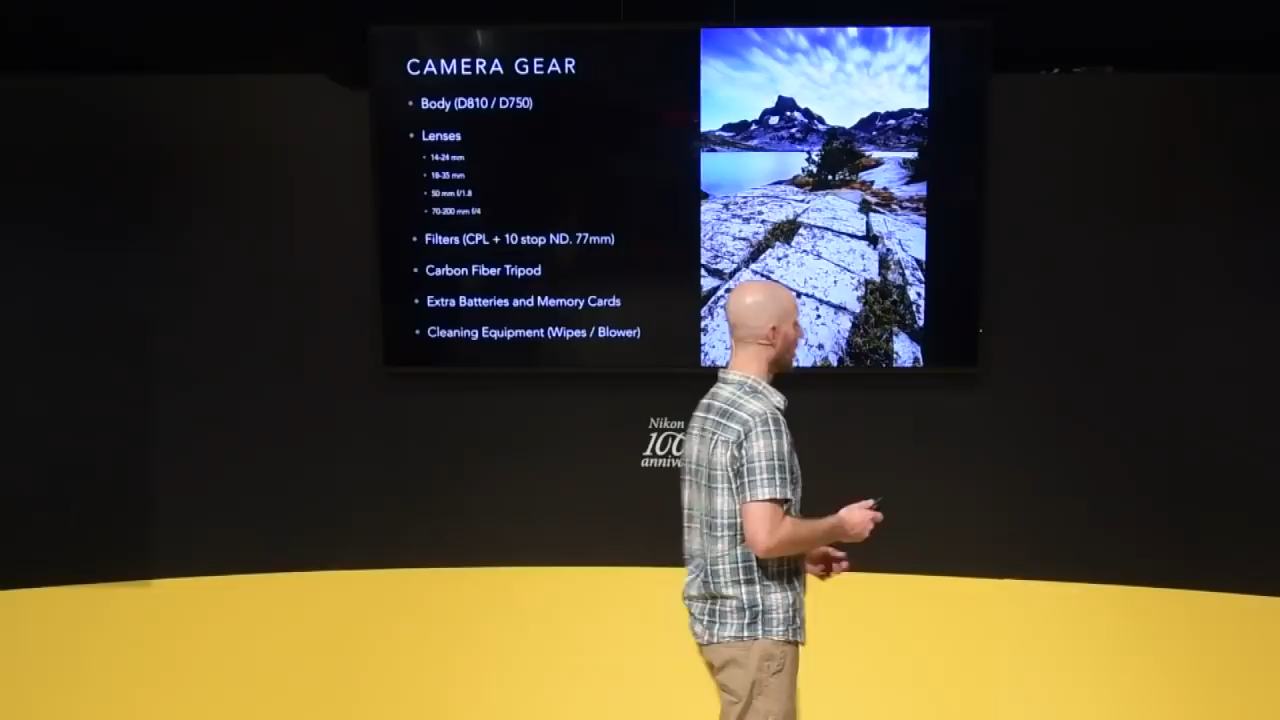 CAMERA GEAR
• Body (D810 / D750)
• Lenses
• 14-24 mm
• 18-35 mm
• 50 mm f/1.8
• 70-200 mm f/4
• Filters (CPL + 10 stop ND. 77mm)
• Carbon Fiber Tripod
• Extra Batteries and Memory Cards
• Cleaning Equipment (Wipes / Blower)
Nikon
100